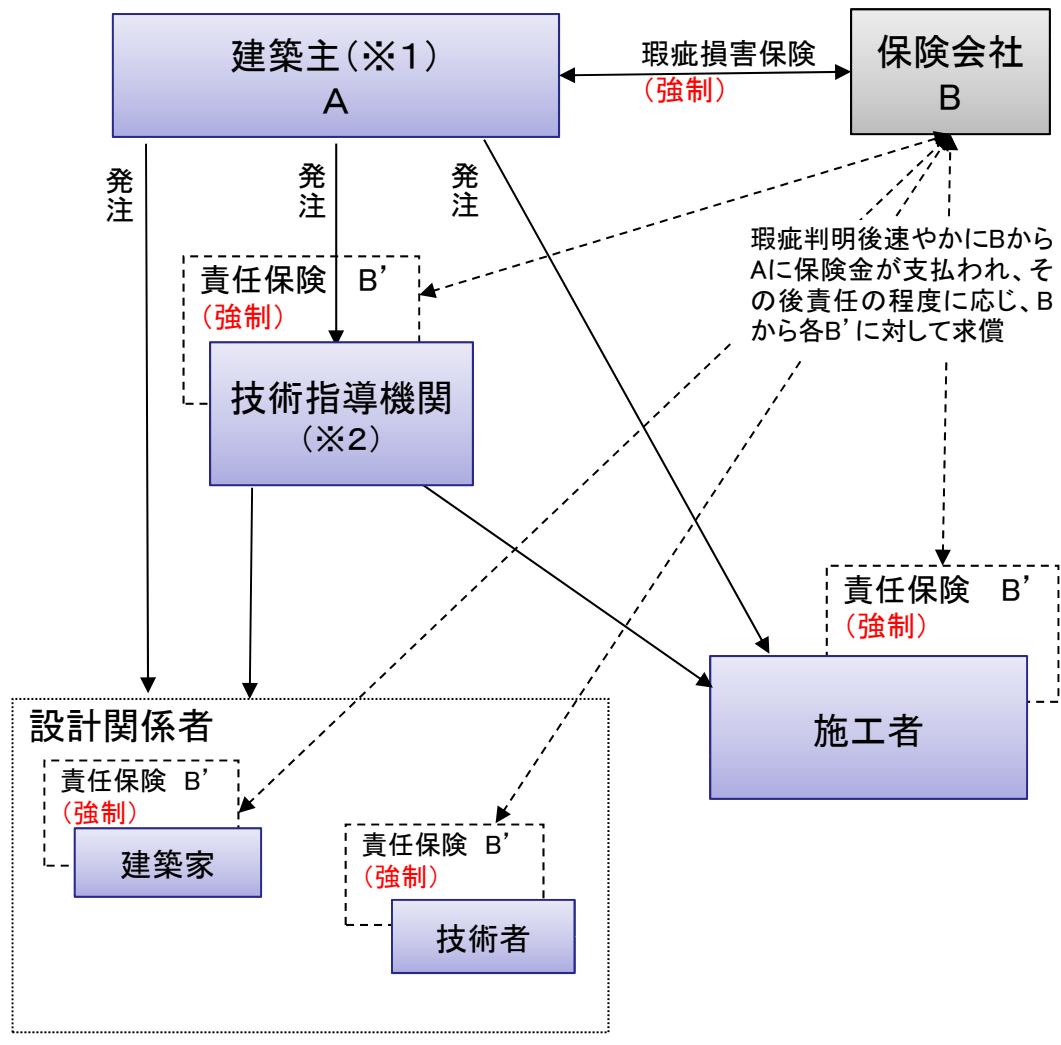 建築主(※1)
A
瑕疵損害保険
(強制)
保険会社
B
発注
発注
発注
瑕疵判明後速やかにBから
Aに保険金が支払われ、そ
の後責任の程度に応じ、B
から各B’に対して求償
責任保険 B’
(強制)
技術指導機関
(※2)
責任保険 B’
(強制)
施工者
設計関係者
責任保険 B’
(強制)
建築家
責任保険 B’
(強制)
技術者